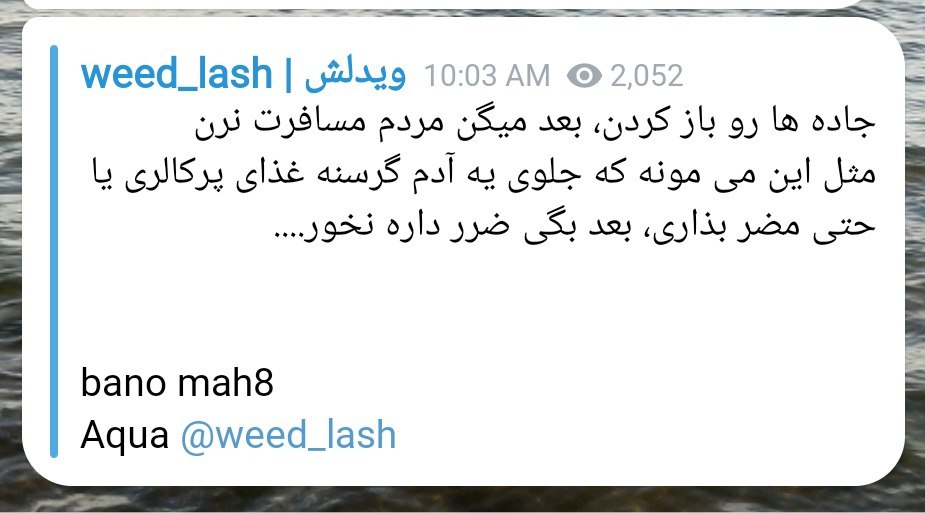 weed_lash | ویدلش 10:03 AM 2,052
جاده ها رو باز کردن، بعد میگن مردم مسافرت نرن
مثل این می مونه که جلوی یه آدم گرسنه غذای پرکالری یا
حتی مضر بذاری، بعد بگی ضرر داره نخور....
bano mah8
Aqua @weed_lash